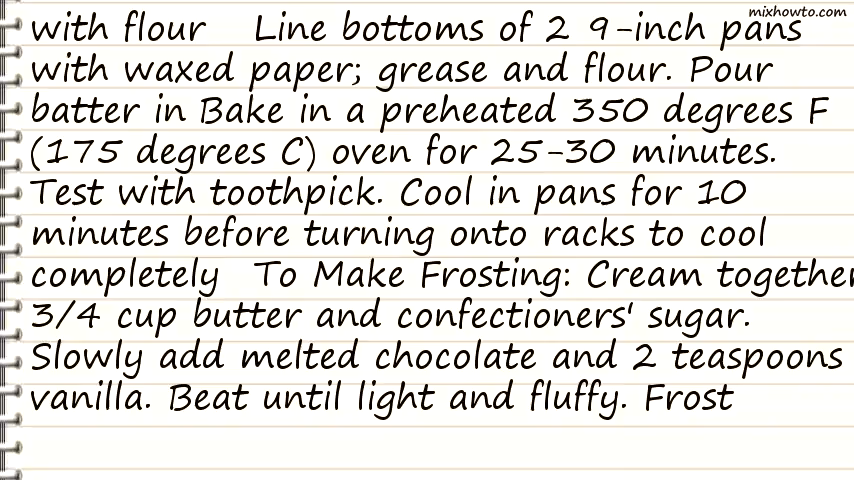 mixhowto.com
with flour Line bottoms of 2 9-inch pans
with waxed paper; grease and flour. Pour
batter in Bake in a preheated 350 degrees F
(175 degrees C) oven for 25-30 minutes.
Test with toothpick. Cool in pans for 10
minutes before turning onto racks to cool
completely To Make Frosting: Cream together
3/4 cup butter and confectioners' sugar.
Slowly add melted chocolate and 2 teaspoons
vanilla. Beat until light and fluffy. Frost